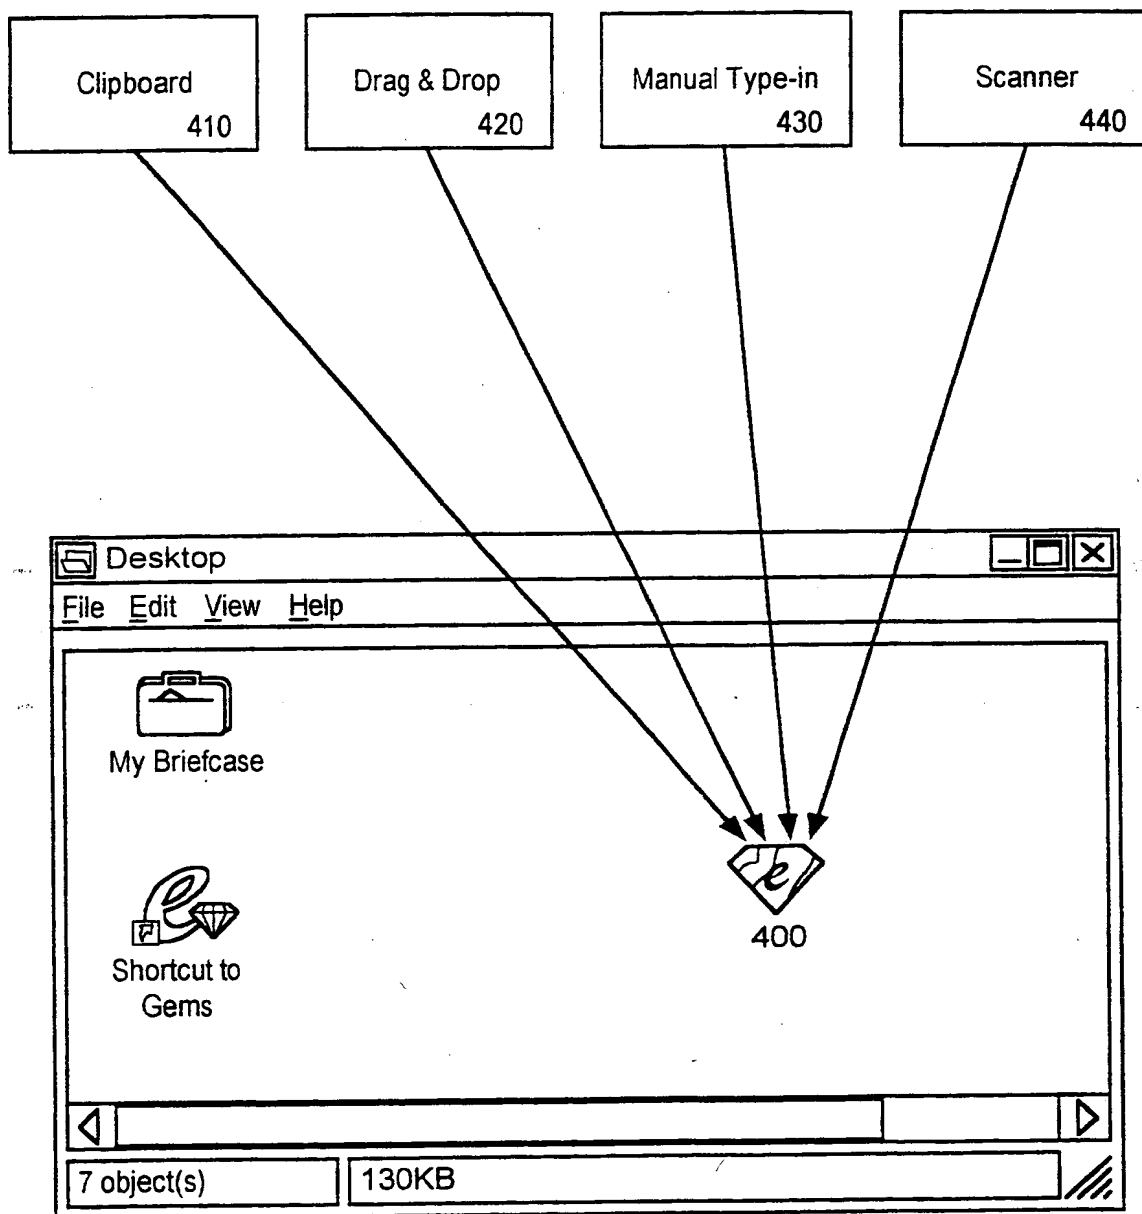 Clipboard
410
Drag & Drop
420
Manual Type-in
430
Scanner
440
Desktop
File Edit View Help
My Briefcase
e
400
e
Shortcut to
Gems
7 object(s)
130KB